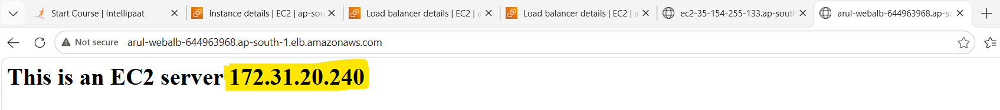 Start Course | Intellipaat
Instance details | EC2 | ap-sou
Load balancer details | EC2 | a
Load balancer details | EC2 | a
ec2-35-154-255-133.ap-south
arul-webalb-644963968.ap-so
Not secure arul-webalb-644963968.ap-south-1.elb.amazonaws.com
This is an EC2 server 172.31.20.240